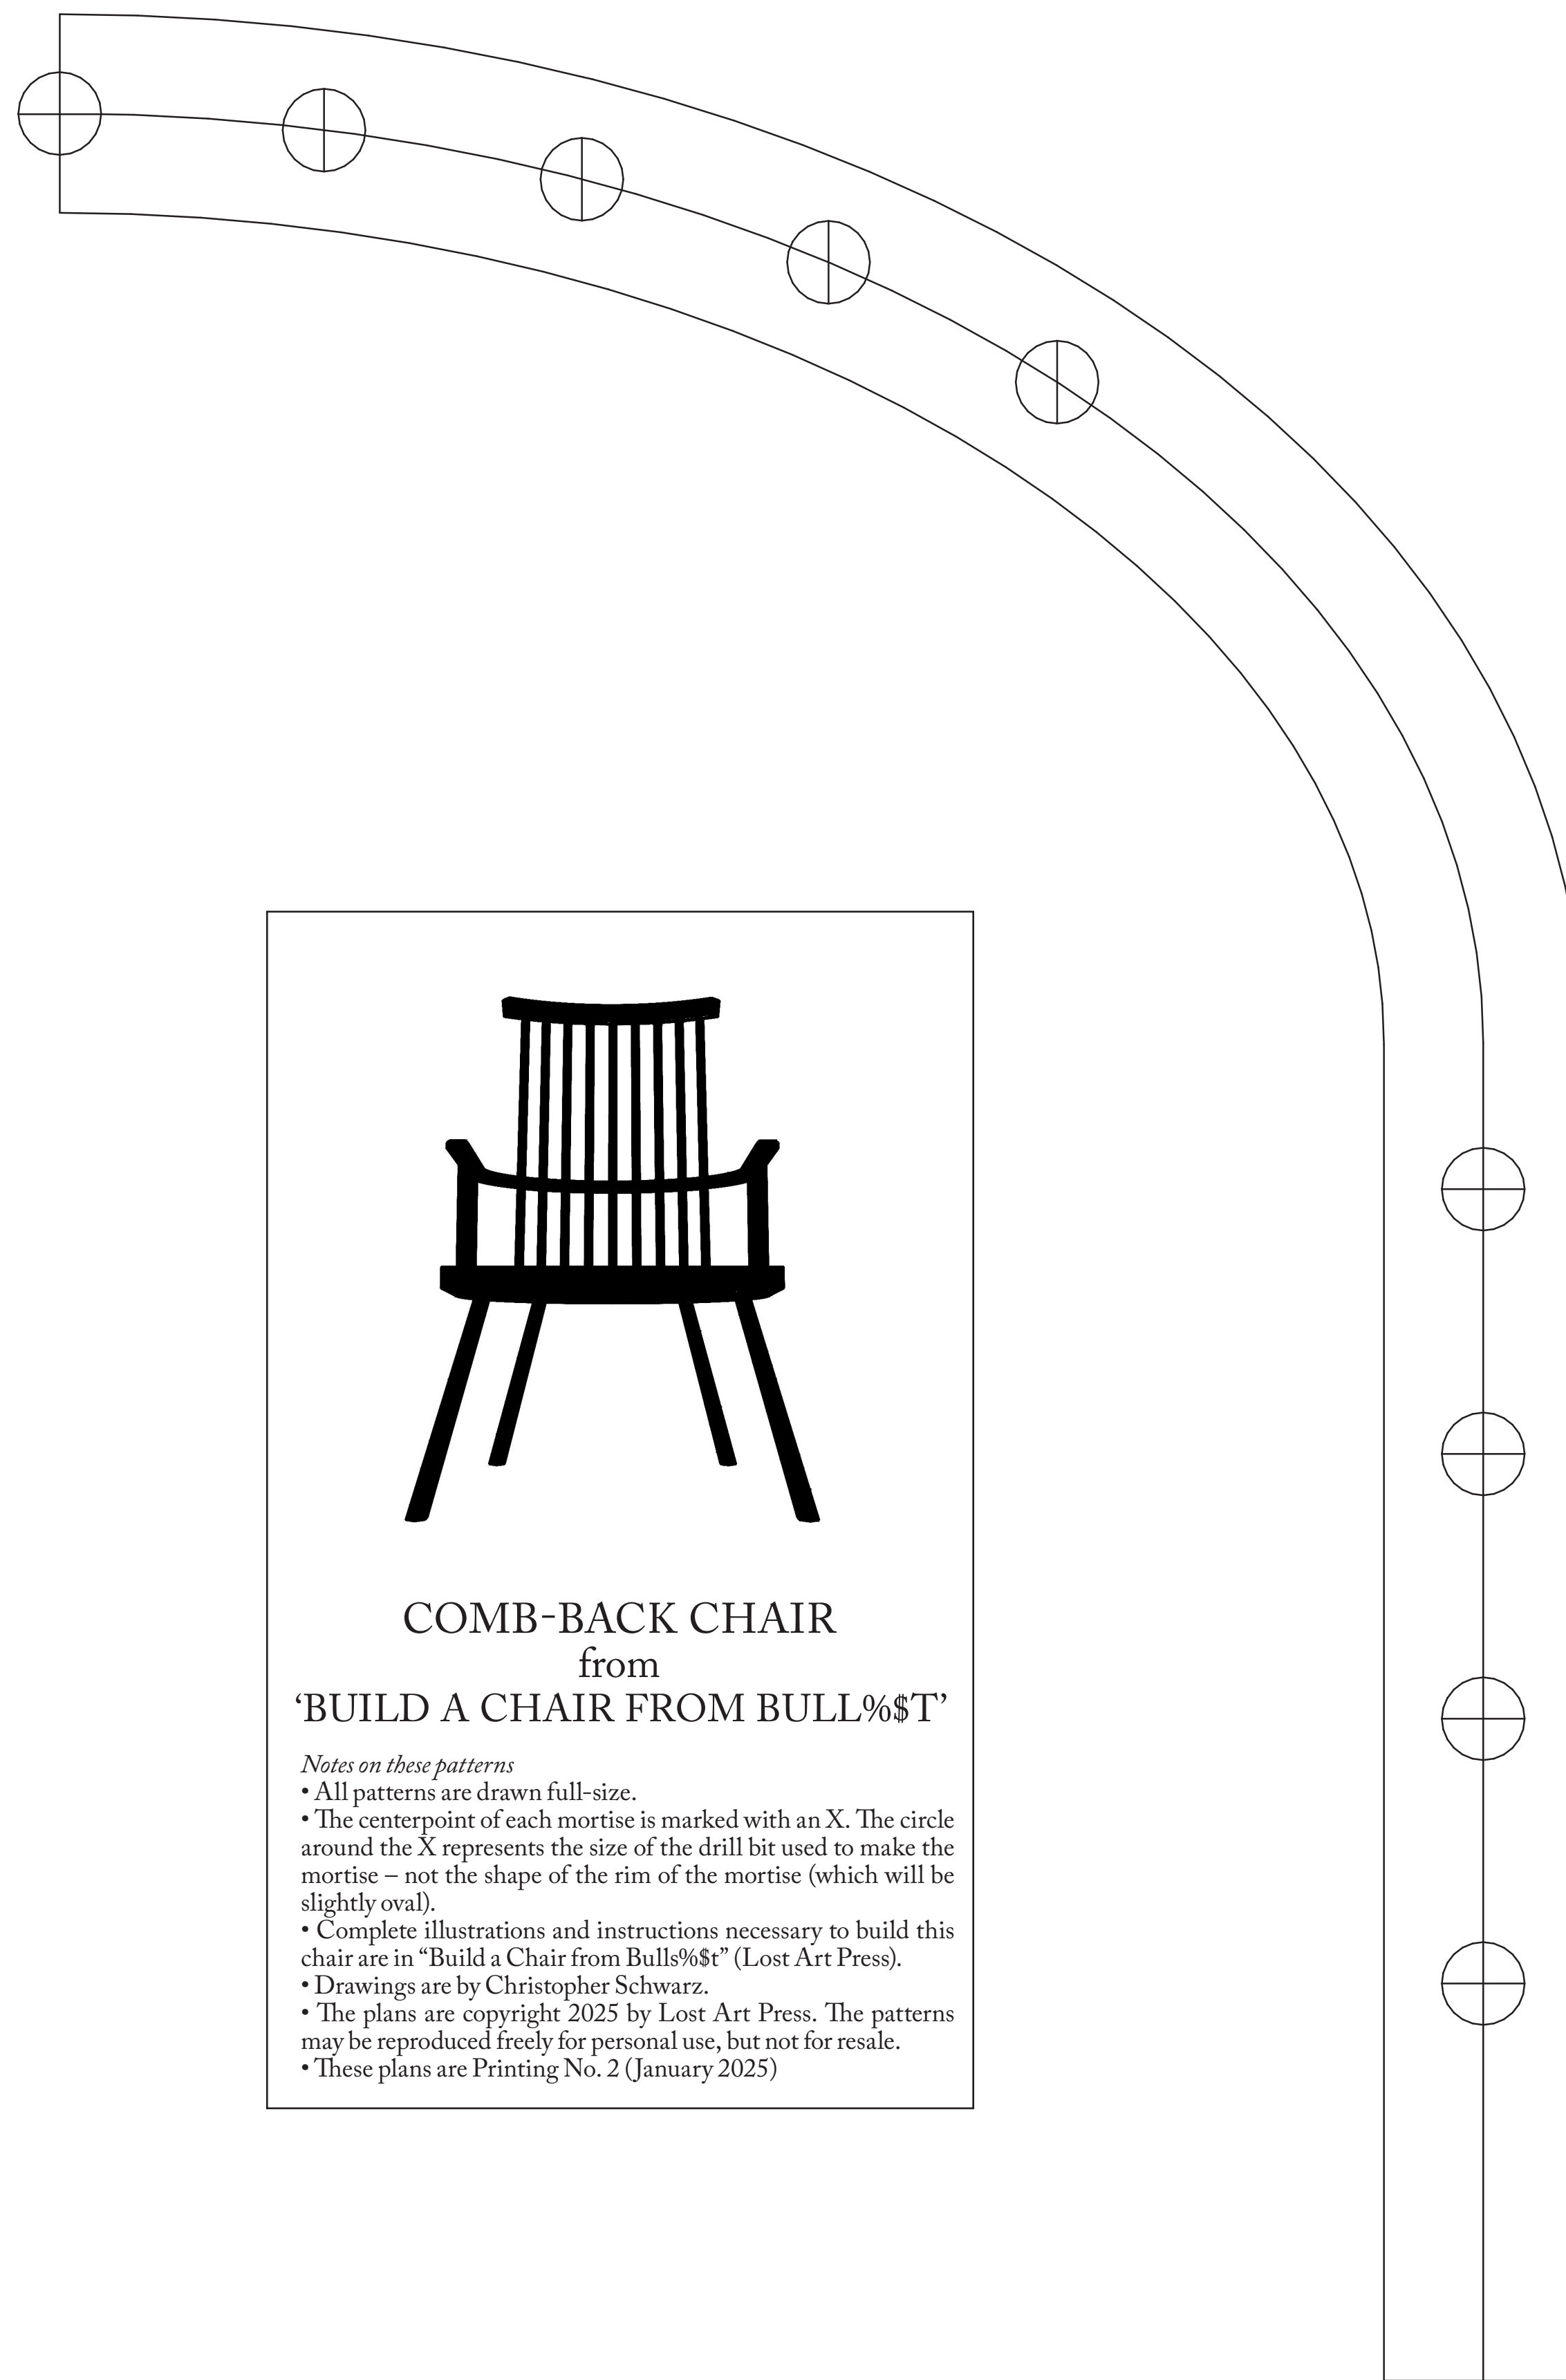 COMB-BACK CHAIR
from
‘BUILD A CHAIR FROM BULL%$T’
Notes on these patterns
• All patterns are drawn full-size.
• The centerpoint of each mortise is marked with an X. The circle
around the X represents the size of the drill bit used to make the
mortise – not the shape of the rim of the mortise (which will be
slightly oval).
• Complete illustrations and instructions necessary to build this
chair are in “Build a Chair from Bulls%$t” (Lost Art Press).
• Drawings are by Christopher Schwarz.
• The plans are copyright 2025 by Lost Art Press. The patterns
may be reproduced freely for personal use, but not for resale.
• These plans are Printing No. 2 (January 2025)